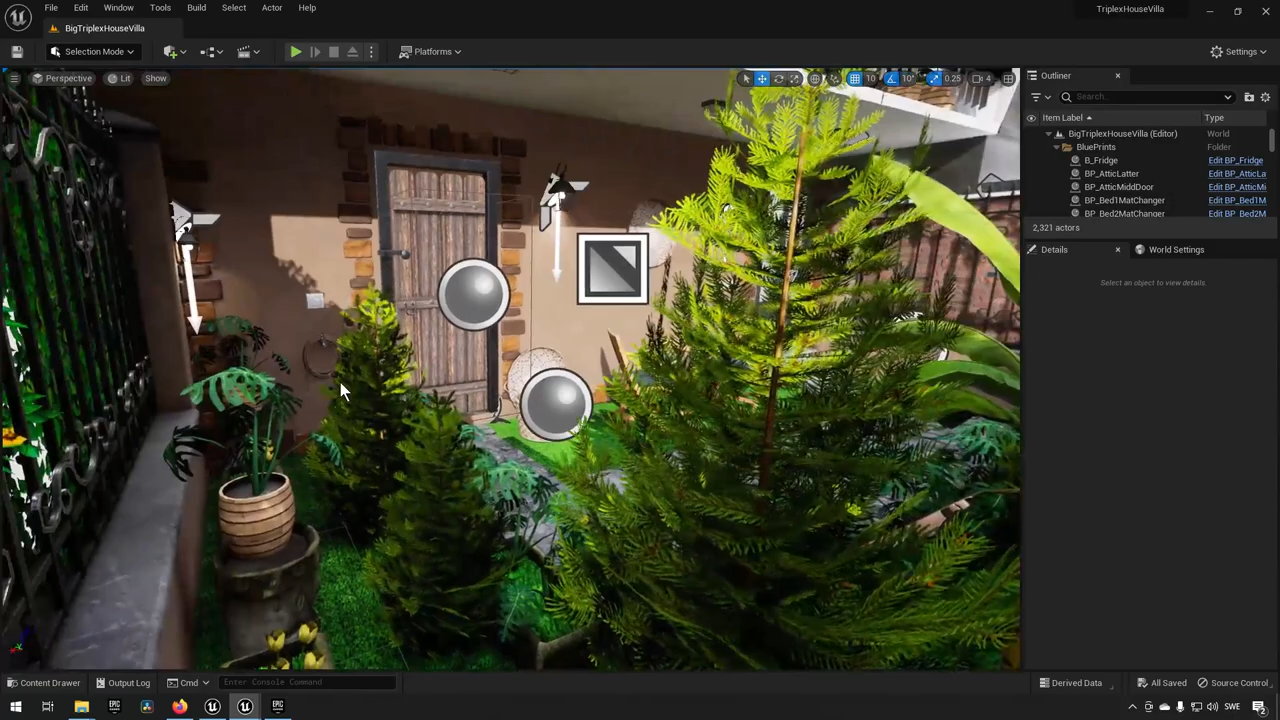 File Edit Window Tools Build Select Actor Help
TriplexHouseVilla
BigTriplexHouseVilla
Selection Mode
Platforms
Settings
Perspective Lit Show
10 10° 0.25 4
Outliner
Search...
Item Label Type
BigTriplexHouseVilla (Editor) World
BluePrints Folder
B_Fridge Edit BP_Fridge
BP_AtticLatter Edit BP_AtticLa
BP_AtticMiddDoor Edit BP_AtticMi
BP_Bed1MatChanger Edit BP_Bed1M
BP_Bed2MatChanger Edit BP_Bed2M
2,321 actors
Details World Settings
Select an object to view details.
Content Drawer Output Log Cmd Enter Console Command
Derived Data All Saved Source Control
SWE